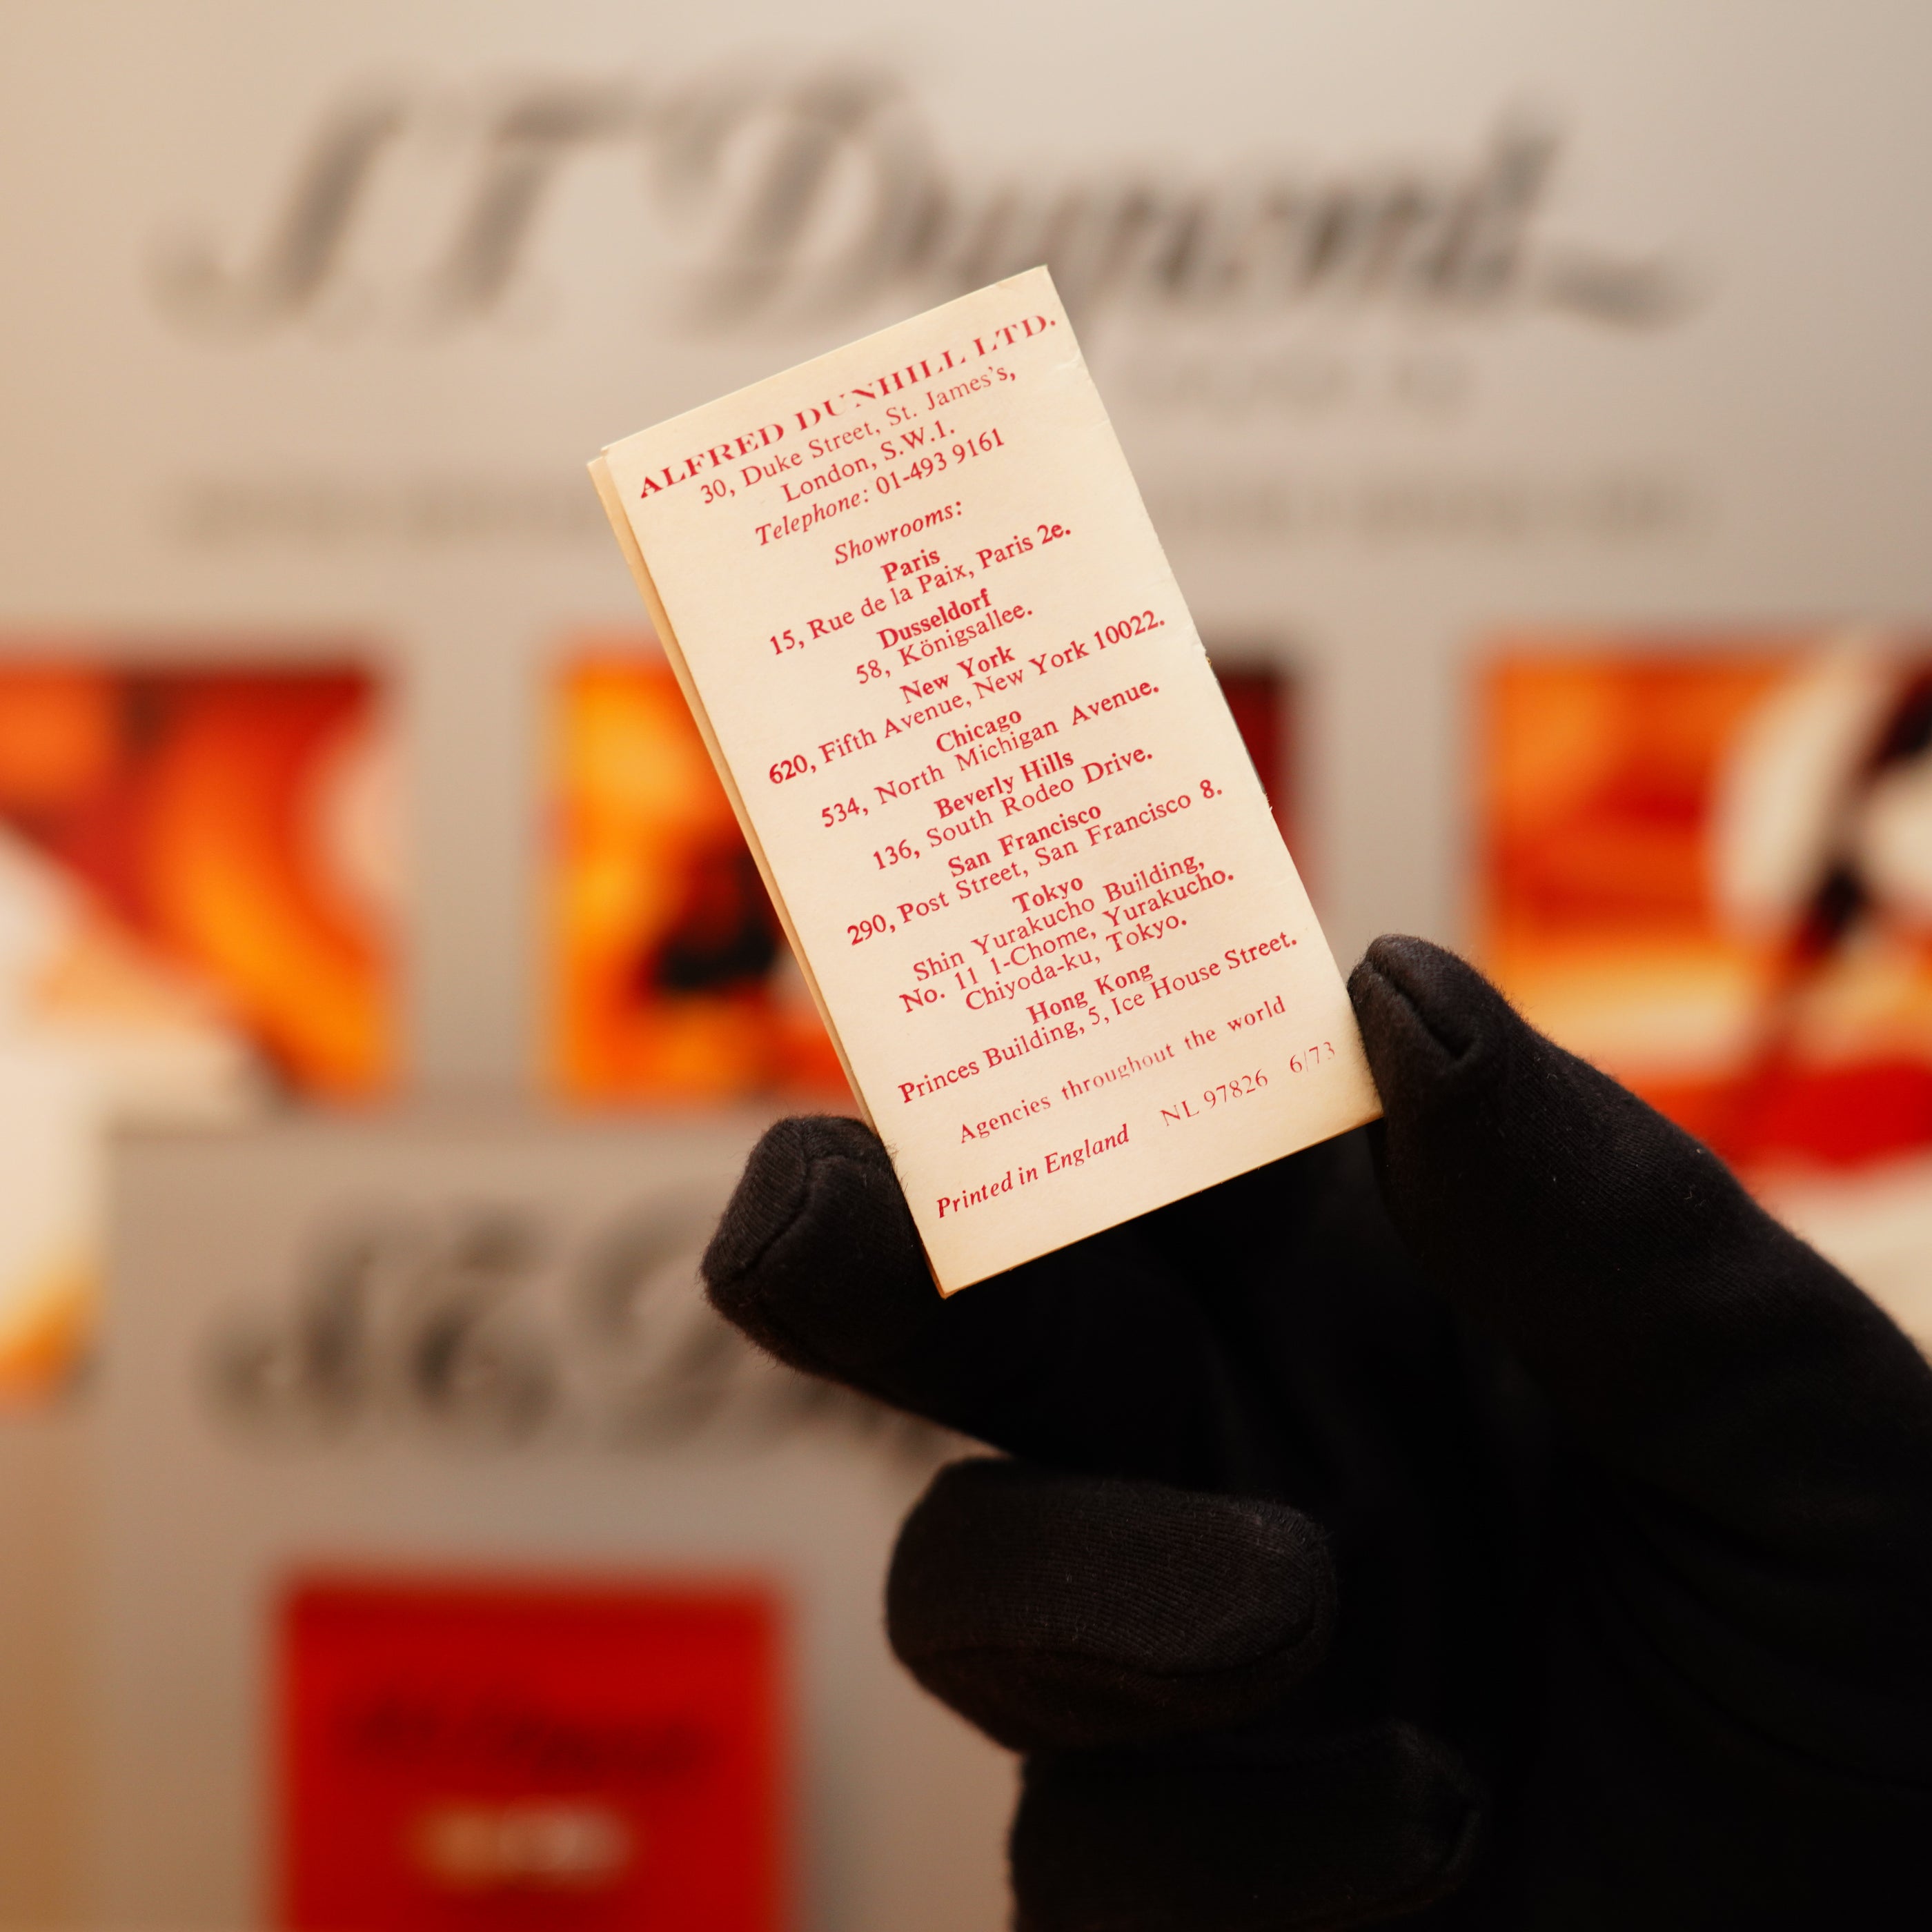 S.T. Dupont
ALFRED DUNHILL LTD.
30, Duke Street, St. James's,
London, S.W.1.
Telephone: 01-493 9161
Showrooms:
Paris
15, Rue de la Paix, Paris 2e.
Dusseldorf
58, Königsallee.
New York
620, Fifth Avenue, New York 10022.
Chicago
534, North Michigan Avenue.
Beverly Hills
136, South Rodeo Drive.
San Francisco
290, Post Street, San Francisco 8.
Tokyo
Shin Yurakucho Building,
No. 11 1-Chome, Yurakucho.
Chiyoda-ku, Tokyo.
Hong Kong
Princes Building, 5, Ice House Street.
Agencies throughout the world
Printed in England NL 97826 6/73